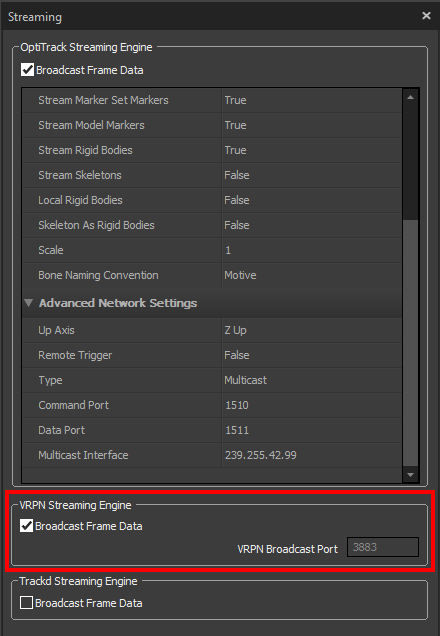 Streaming
OptiTrack Streaming Engine
Broadcast Frame Data
Stream Marker Set Markers True
Stream Model Markers True
Stream Rigid Bodies True
Stream Skeletons False
Local Rigid Bodies False
Skeleton As Rigid Bodies False
Scale 1
Bone Naming Convention Motive
Advanced Network Settings
Up Axis Z Up
Remote Trigger False
Type Multicast
Command Port 1510
Data Port 1511
Multicast Interface 239.255.42.99
VRPN Streaming Engine
Broadcast Frame Data
VRPN Broadcast Port 3883
Trackd Streaming Engine
Broadcast Frame Data